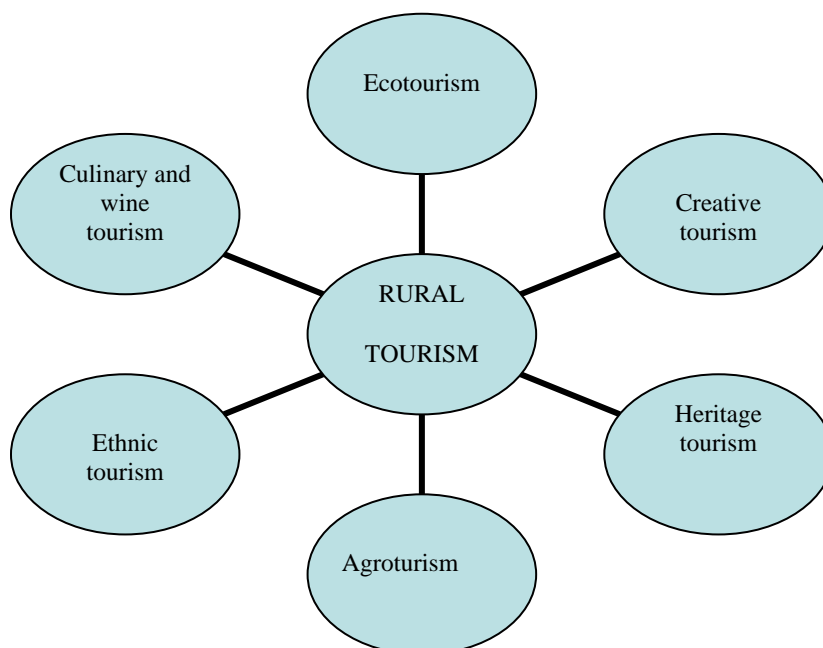 Ecotourism
Culinary and
wine
tourism
Creative
tourism
RURAL
TOURISM
Ethnic
tourism
Heritage
tourism
Agroturism